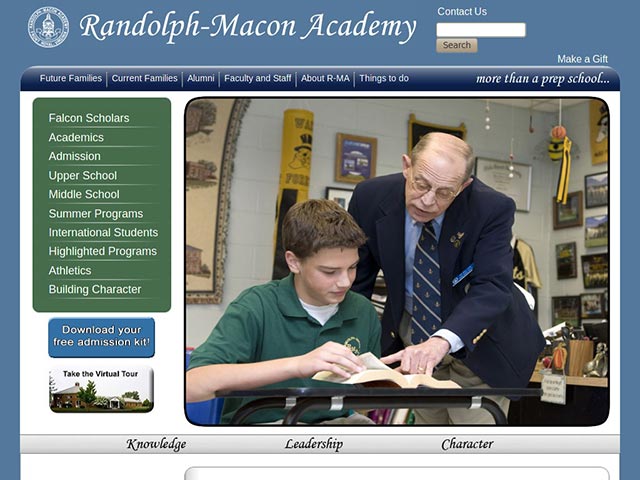 Randolph-Macon Academy
Contact Us
Search
Make a Gift
Future Families
Current Families
Alumni
Faculty and Staff
About R-MA
Things to do
more than a prep school...
Falcon Scholars
Academics
Admission
Upper School
Middle School
Summer Programs
International Students
Highlighted Programs
Athletics
Building Character
Download your
free admission kit!
Take the Virtual Tour
Knowledge
Leadership
Character